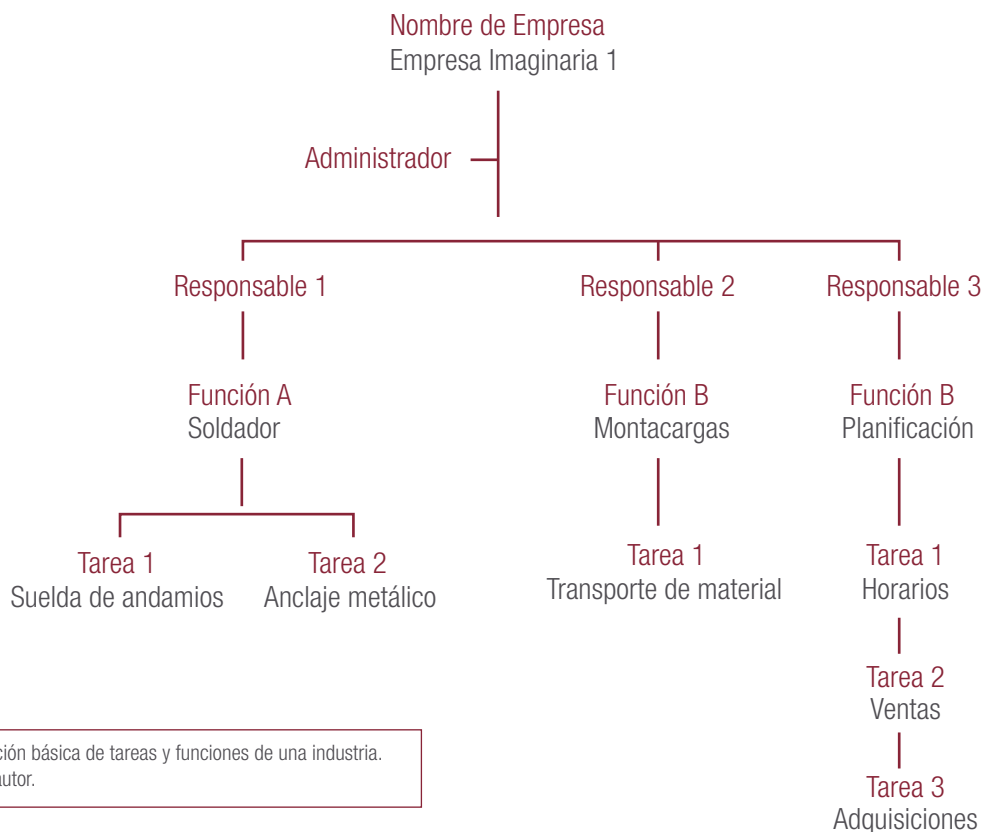 Nombre de Empresa
Empresa Imaginaria 1
Administrador
Responsable 1
Responsable 2
Responsable 3
Función A
Soldador
Función B
Montacargas
Función B
Planificación
Tarea 1
Suelda de andamios
Tarea 2
Anclaje metálico
Tarea 1
Transporte de material
Tarea 1
Horarios
Tarea 2
Ventas
Tarea 3
Adquisiciones
básica de tareas y funciones de una industria.